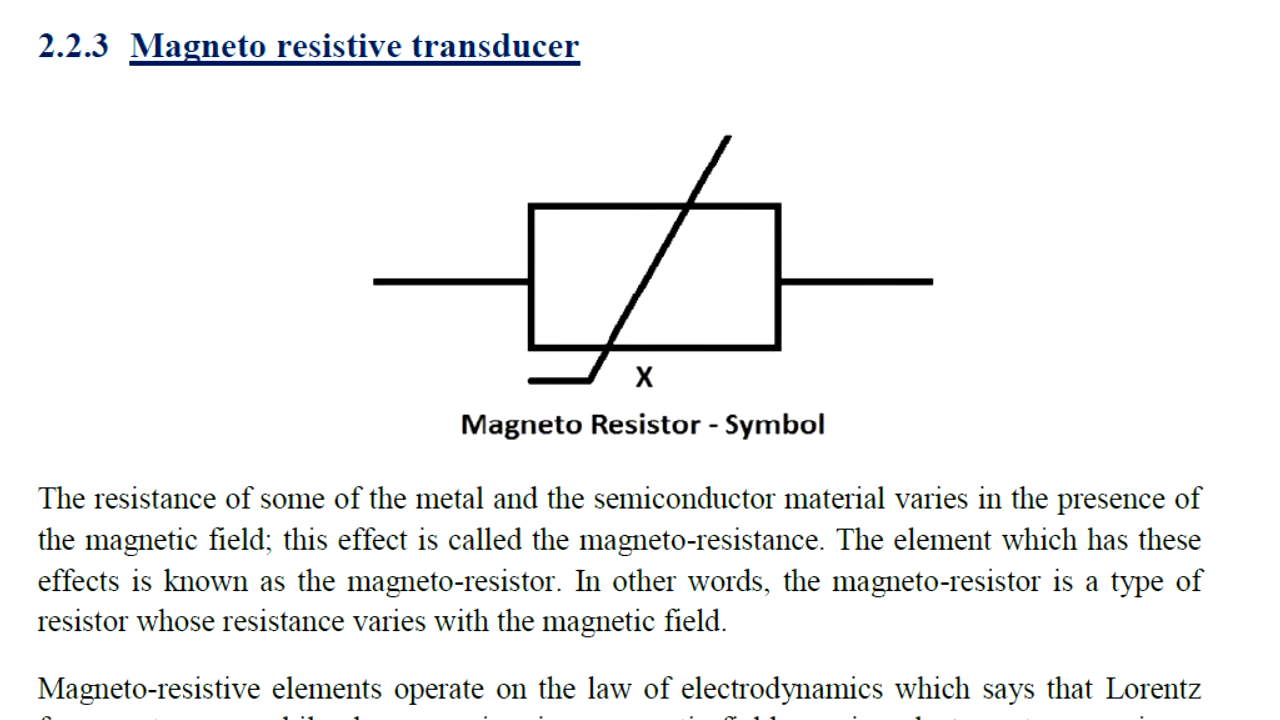 2.2.3 Magneto resistive transducer
X
Magneto Resistor - Symbol
The resistance of some of the metal and the semiconductor material varies in the presence of
the magnetic field; this effect is called the magneto-resistance. The element which has these
effects is known as the magneto-resistor. In other words, the magneto-resistor is a type of
resistor whose resistance varies with the magnetic field.
Magneto-resistive elements operate on the law of electrodynamics which says that Lorentz